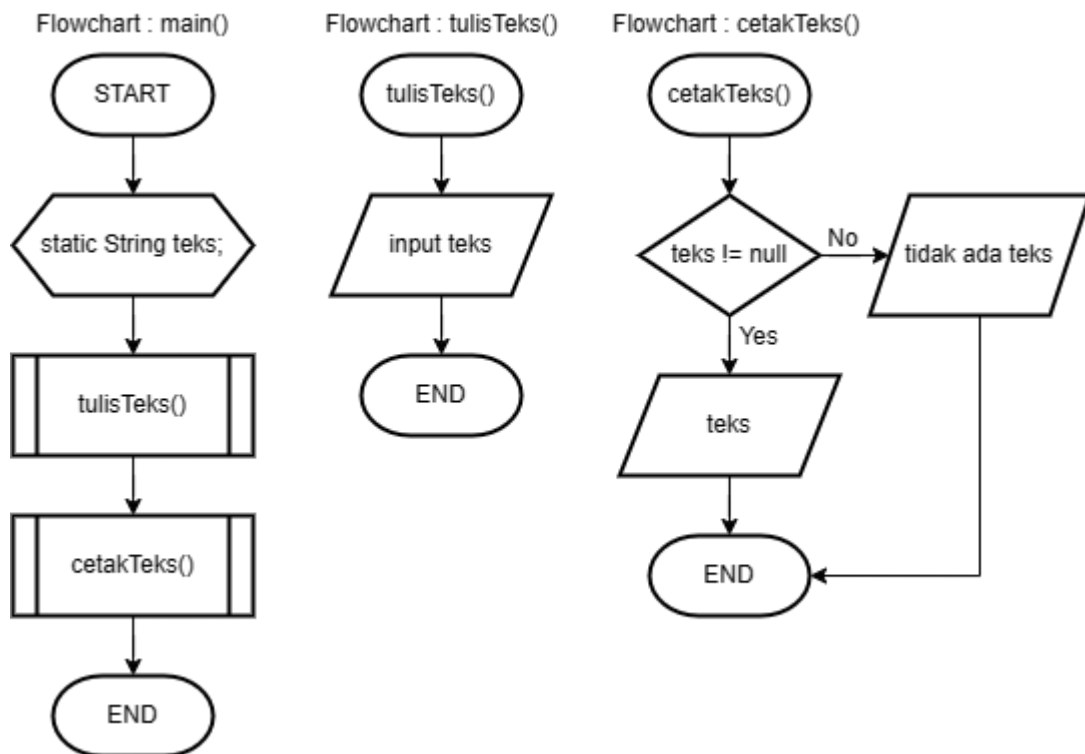 Flowchart : main()
START
static String teks;
tulisTeks()
cetakTeks()
END
Flowchart : tulisTeks()
tulisTeks()
input teks
END
Flowchart : cetakTeks()
cetakTeks()
teks != null
No
tidak ada teks
Yes
teks
END